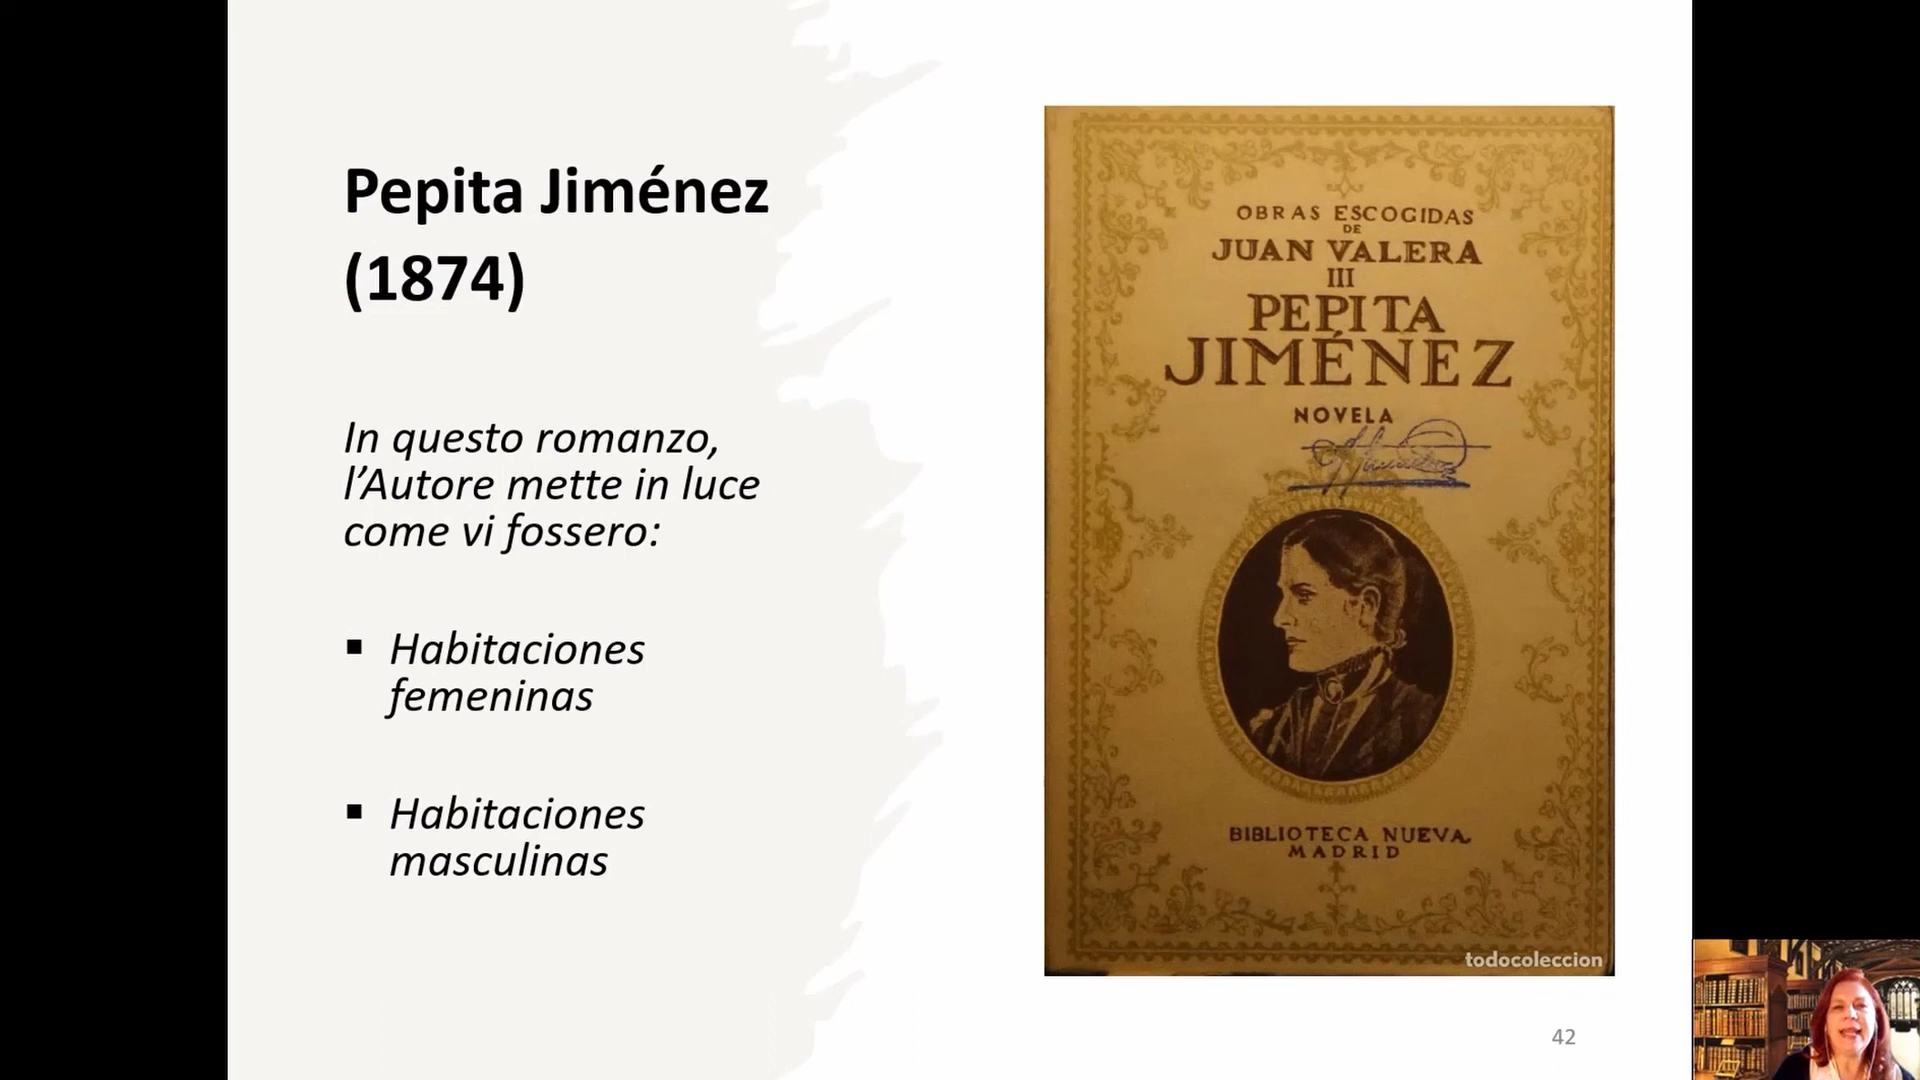 Pepita Jiménez
(1874)
In questo romanzo,
l'Autore mette in luce
come vi fossero:
▪ Habitaciones
femeninas
▪ Habitaciones
masculinas
OBRAS ESCOGIDAS
DE
JUAN VALERA
III
PEPITA
JIMÉNEZ
NOVELA
BIBLIOTECA NUEVA
MADRID
todocoleccion
42